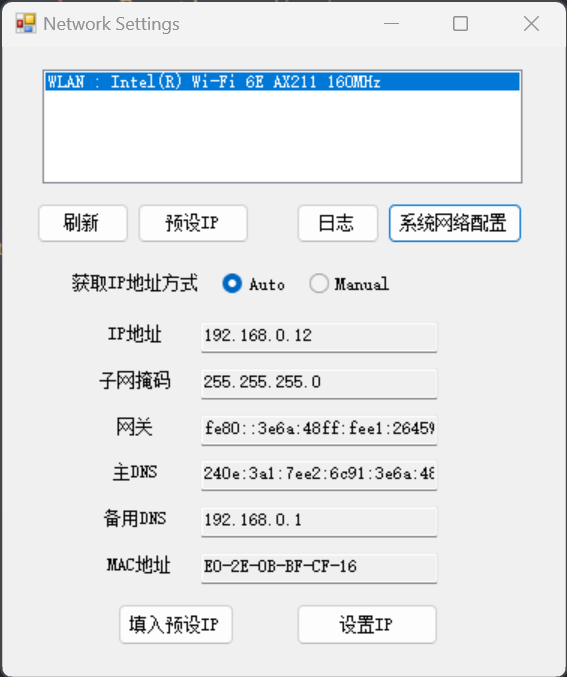 Network Settings
WLAN : Intel(R) Wi-Fi 6E AX211 160MHz
刷新 预设IP 日志 系统网络配置
获取IP地址方式 Auto Manual
IP地址 192.168.0.12
子网掩码 255.255.255.0
网关 fe80::3e6a:48ff:fee1:26459
主DNS 240e:3a1:7ee2:6c91:3e6a:48
备用DNS 192.168.0.1
MAC地址 E0-2E-0B-BF-CF-16
填入预设IP 设置IP